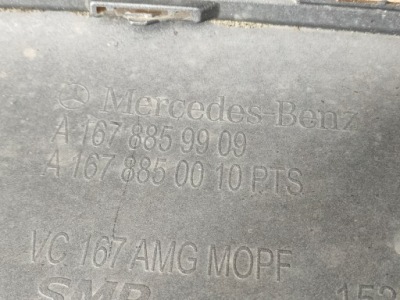 Mercedes-Benz
A 167 885 99 09
A 167 885 00 10 PTS
VC 167 AMG MOPF